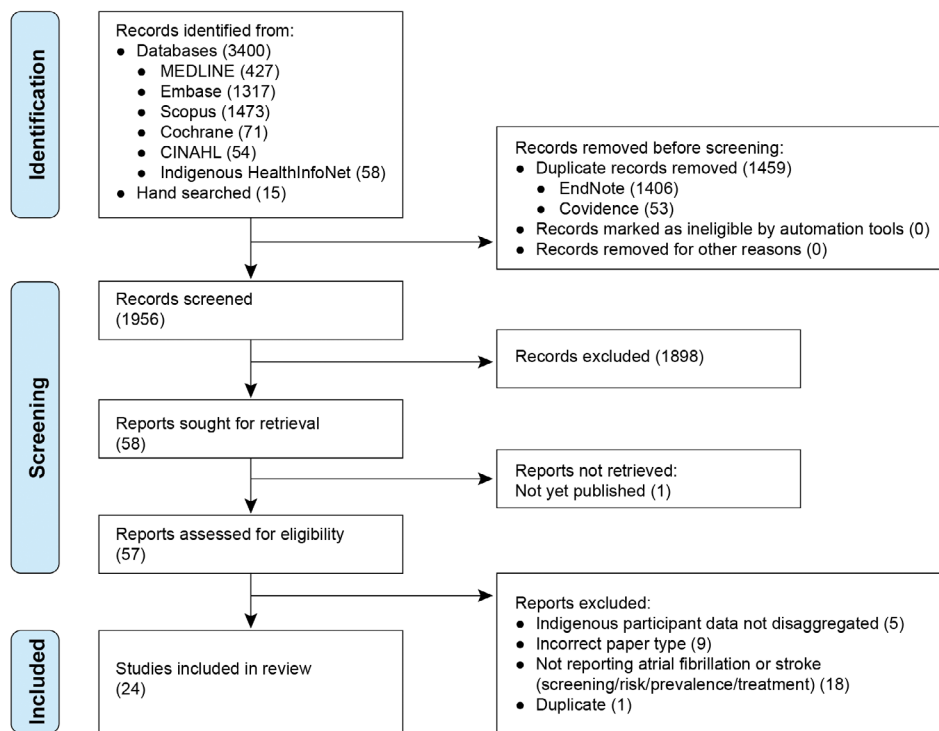 Identification
Records identified from:
● Databases (3400)
● MEDLINE (427)
● Embase (1317)
● Scopus (1473)
● Cochrane (71)
● CINAHL (54)
● Indigenous HealthInfoNet (58)
● Hand searched (15)
Records removed before screening:
● Duplicate records removed (1459)
● EndNote (1406)
● Covidence (53)
● Records marked as ineligible by automation tools (0)
● Records removed for other reasons (0)
Screening
Records screened
(1956)
Records excluded (1898)
Reports sought for retrieval
(58)
Reports not retrieved:
Not yet published (1)
Reports assessed for eligibility
(57)
Reports excluded:
● Indigenous participant data not disaggregated (5)
● Incorrect paper type (9)
● Not reporting atrial fibrillation or stroke
(screening/risk/prevalence/treatment) (18)
● Duplicate (1)
Included
Studies included in review
(24)